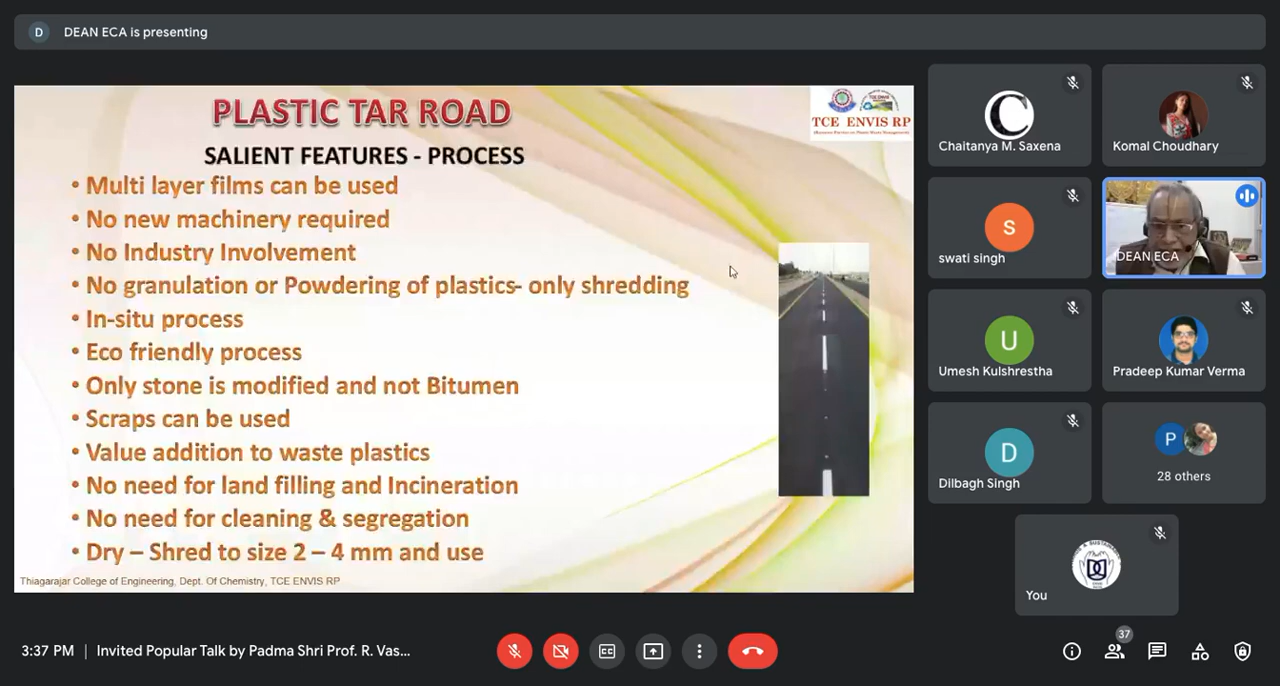 D
DEAN ECA is presenting
PLASTIC TAR ROAD
SALIENT FEATURES - PROCESS
• Multi layer films can be used
• No new machinery required
• No Industry Involvement
• No granulation or Powdering of plastics- only shredding
• In-situ process
• Eco friendly process
• Only stone is modified and not Bitumen
• Scraps can be used
• Value addition to waste plastics
• No need for land filling and Incineration
• No need for cleaning & segregation
• Dry – Shred to size 2 – 4 mm and use
Thiagarajar College of Engineering, Dept. Of Chemistry, TCE ENVIS RP
TCE ENVIS RP
C
Chaitanya M. Saxena
Komal Choudhary
s
swati singh
DEAN ECA
U
Umesh Kulshrestha
Pradeep Kumar Verma
D
Dilbagh Singh
P
28 others
You
3:37 PM | Invited Popular Talk by Padma Shri Prof. R. Vas...
CC
37